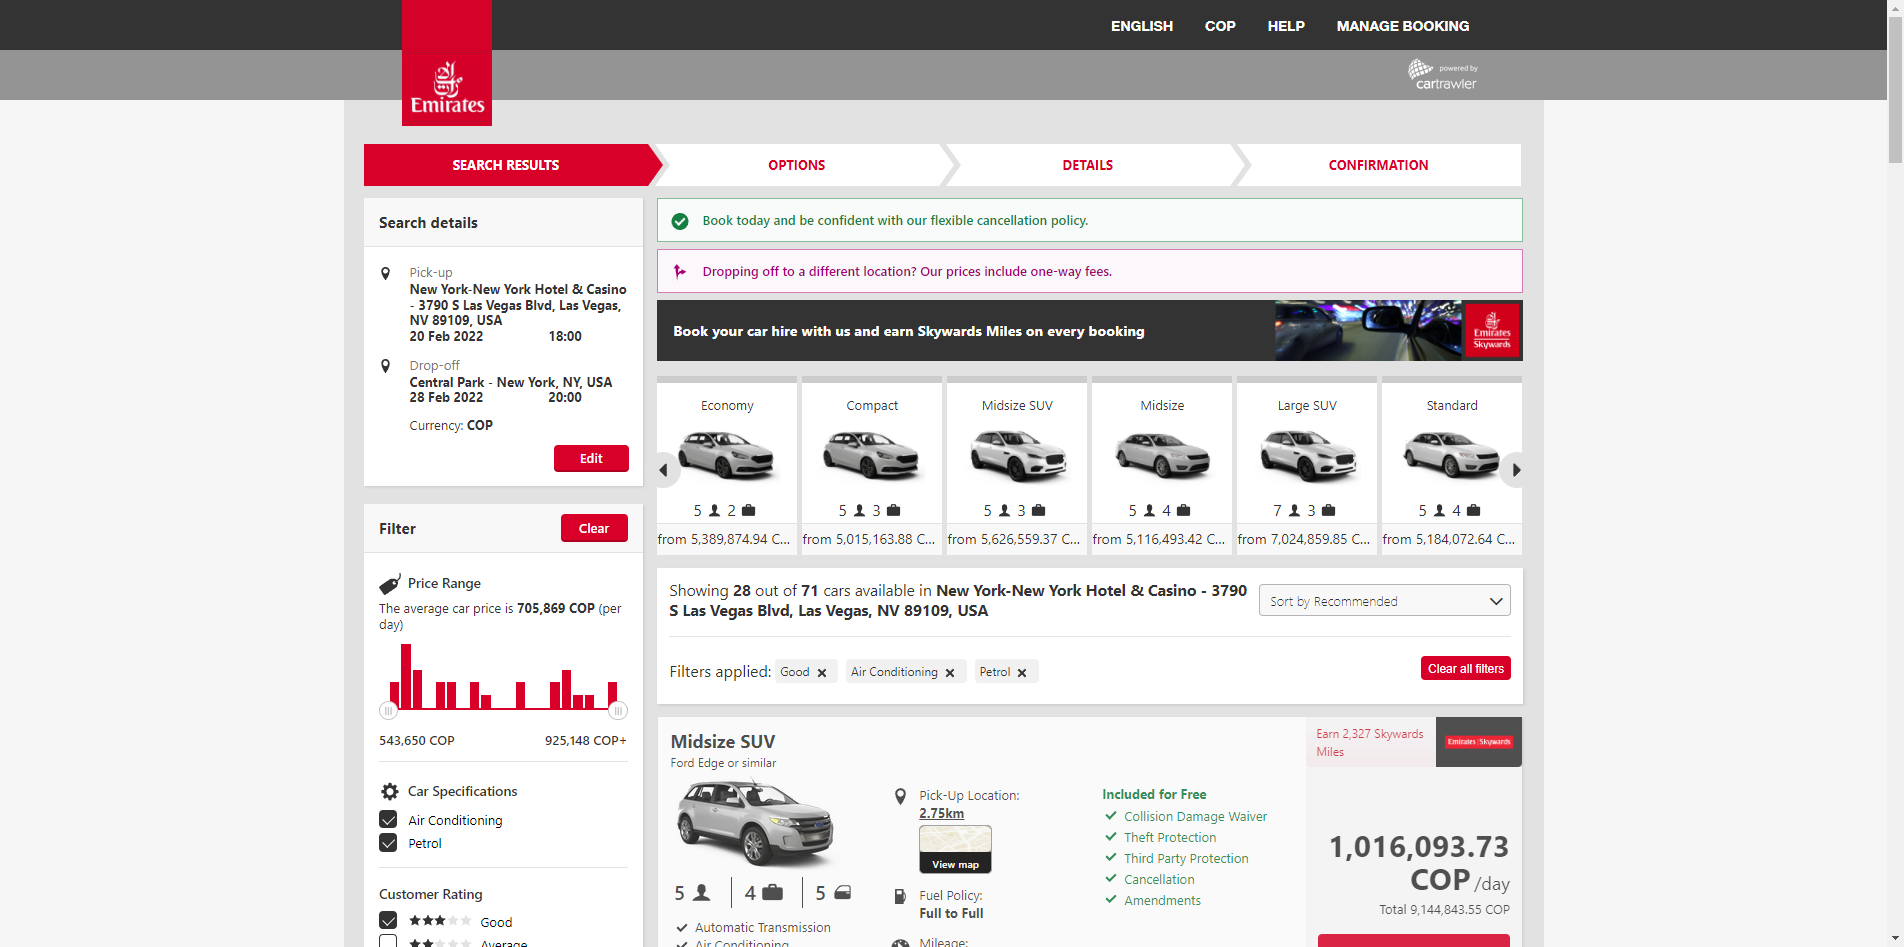 ENGLISH COP HELP MANAGE BOOKING
Emirates
powered by
cartrawler
SEARCH RESULTS OPTIONS DETAILS CONFIRMATION
Search details
Pick-up
New York-New York Hotel & Casino
- 3790 S Las Vegas Blvd, Las Vegas,
NV 89109, USA
20 Feb 2022 18:00
Drop-off
Central Park - New York, NY, USA
28 Feb 2022 20:00
Currency: COP
Edit
Filter
Clear
Price Range
The average car price is 705,869 COP (per
day)
543,650 COP 925,148 COP+
Car Specifications
Air Conditioning
Petrol
Customer Rating
Good
Average
Book today and be confident with our flexible cancellation policy.
Dropping off to a different location? Our prices include one-way fees.
Book your car hire with us and earn Skywards Miles on every booking
Emirates
Skywards
Economy Compact Midsize SUV Midsize Large SUV Standard
5 2 5 3 5 3 5 4 7 3 5 4
from 5,389,874.94 C... from 5,015,163.88 C... from 5,626,559.37 C... from 5,116,493.42 C... from 7,024,859.85 C... from 5,184,072.64 C...
Showing 28 out of 71 cars available in New York-New York Hotel & Casino - 3790
S Las Vegas Blvd, Las Vegas, NV 89109, USA
Sort by Recommended
Filters applied: Good Air Conditioning Petrol
Clear all filters
Midsize SUV
Ford Edge or similar
5 4 5
Automatic Transmission
Air Conditioning
Pick-Up Location:
2.75km
View map
Fuel Policy:
Full to Full
Mileage:
Included for Free
Collision Damage Waiver
Theft Protection
Third Party Protection
Cancellation
Amendments
Earn 2,327 Skywards
Miles
Emirates Skywards
1,016,093.73
COP /day
Total 9,144,843.55 COP